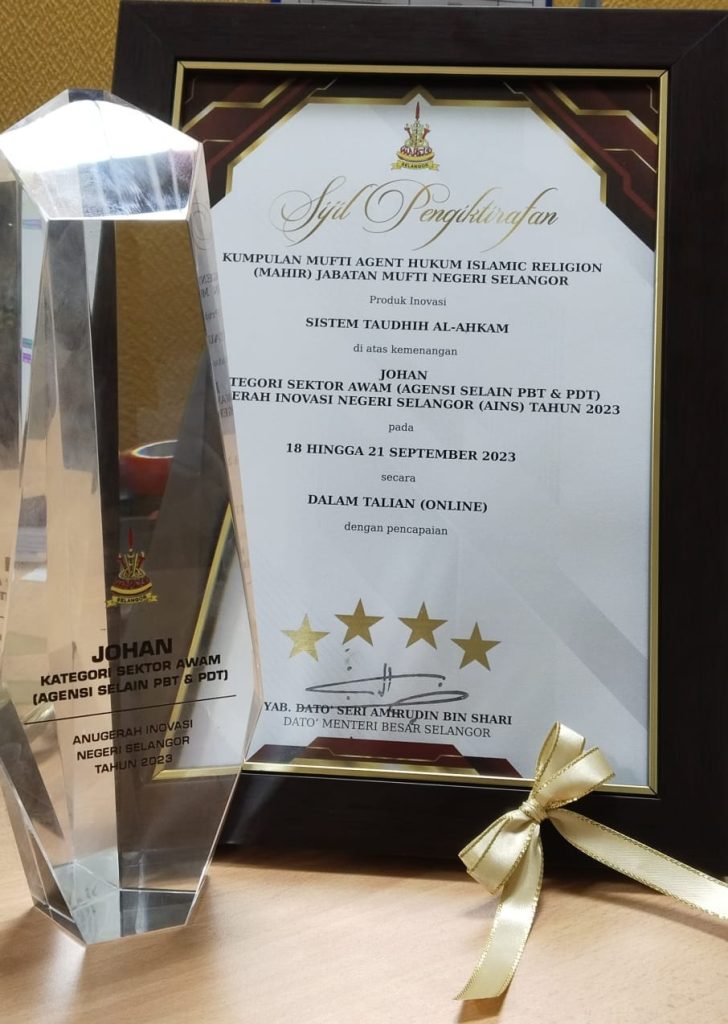 SELANGOR
Sijil Pengiktirafan
KUMPULAN MUFTI AGENT HUKUM ISLAMIC RELIGION
(MAHIR) JABATAN MUFTI NEGERI SELANGOR
Produk Inovasi
SISTEM TAUDHIH AL-AHKAM
di atas kemenangan
JOHAN
TEGORI SEKTOR AWAM (AGENSI SELAIN PBT & PDT)
ERAH INOVASI NEGERI SELANGOR (AINS) TAHUN 2023
pada
18 HINGGA 21 SEPTEMBER 2023
secara
DALAM TALIAN (ONLINE)
dengan pencapaian
YAB. DATO' SERI AMIRUDIN BIN SHARI
DATO' MENTERI BESAR SELANGOR
SELANGOR
JOHAN
KATEGORI SEKTOR AWAM
(AGENSI SELAIN PBT & PDT)
ANUGERAH INOVASI
NEGERI SELANGOR
TAHUN 2023